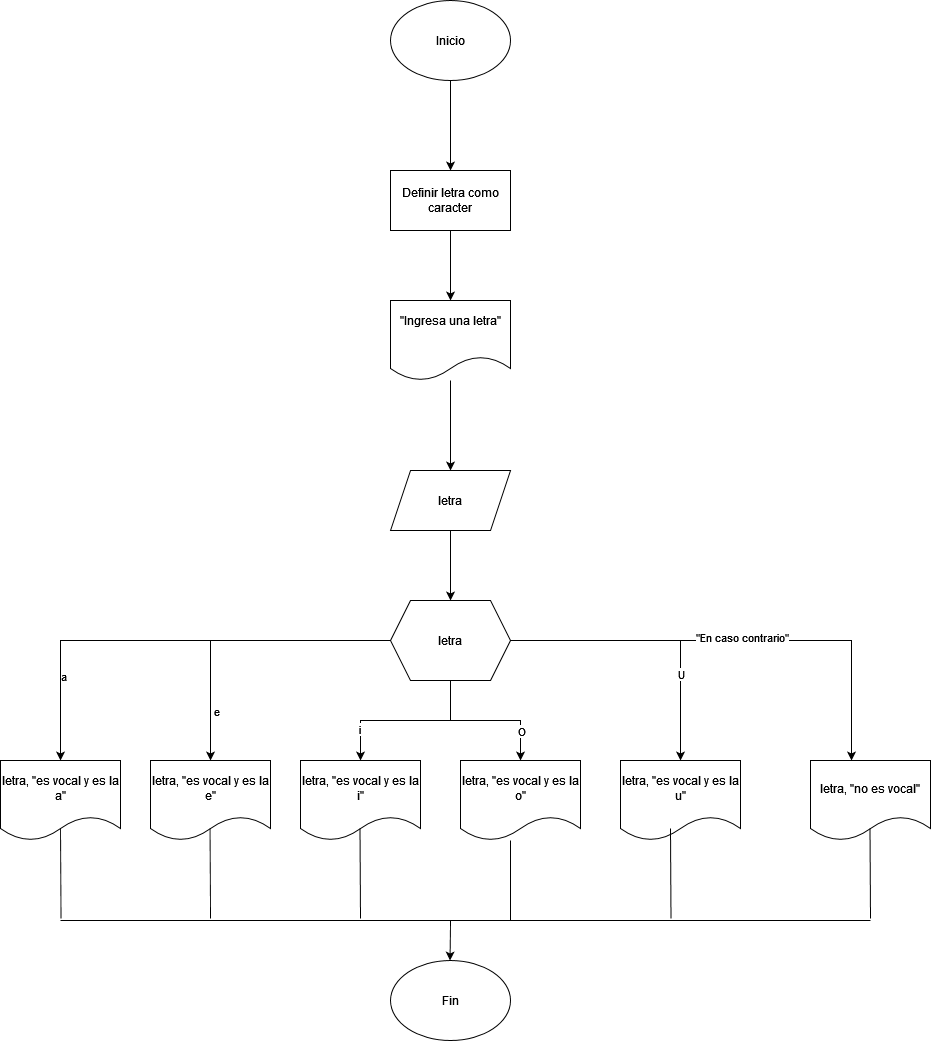 Inicio
Definir letra como
caracter
"Ingresa una letra"
letra
letra
"En caso contrario"
a
U
e
i
O
letra, "es vocal y es la
a"
letra, "es vocal y es la
e"
letra, "es vocal y es la
i"
letra, "es vocal y es la
o"
letra, "es vocal y es la
u"
letra, "no es vocal"
Fin